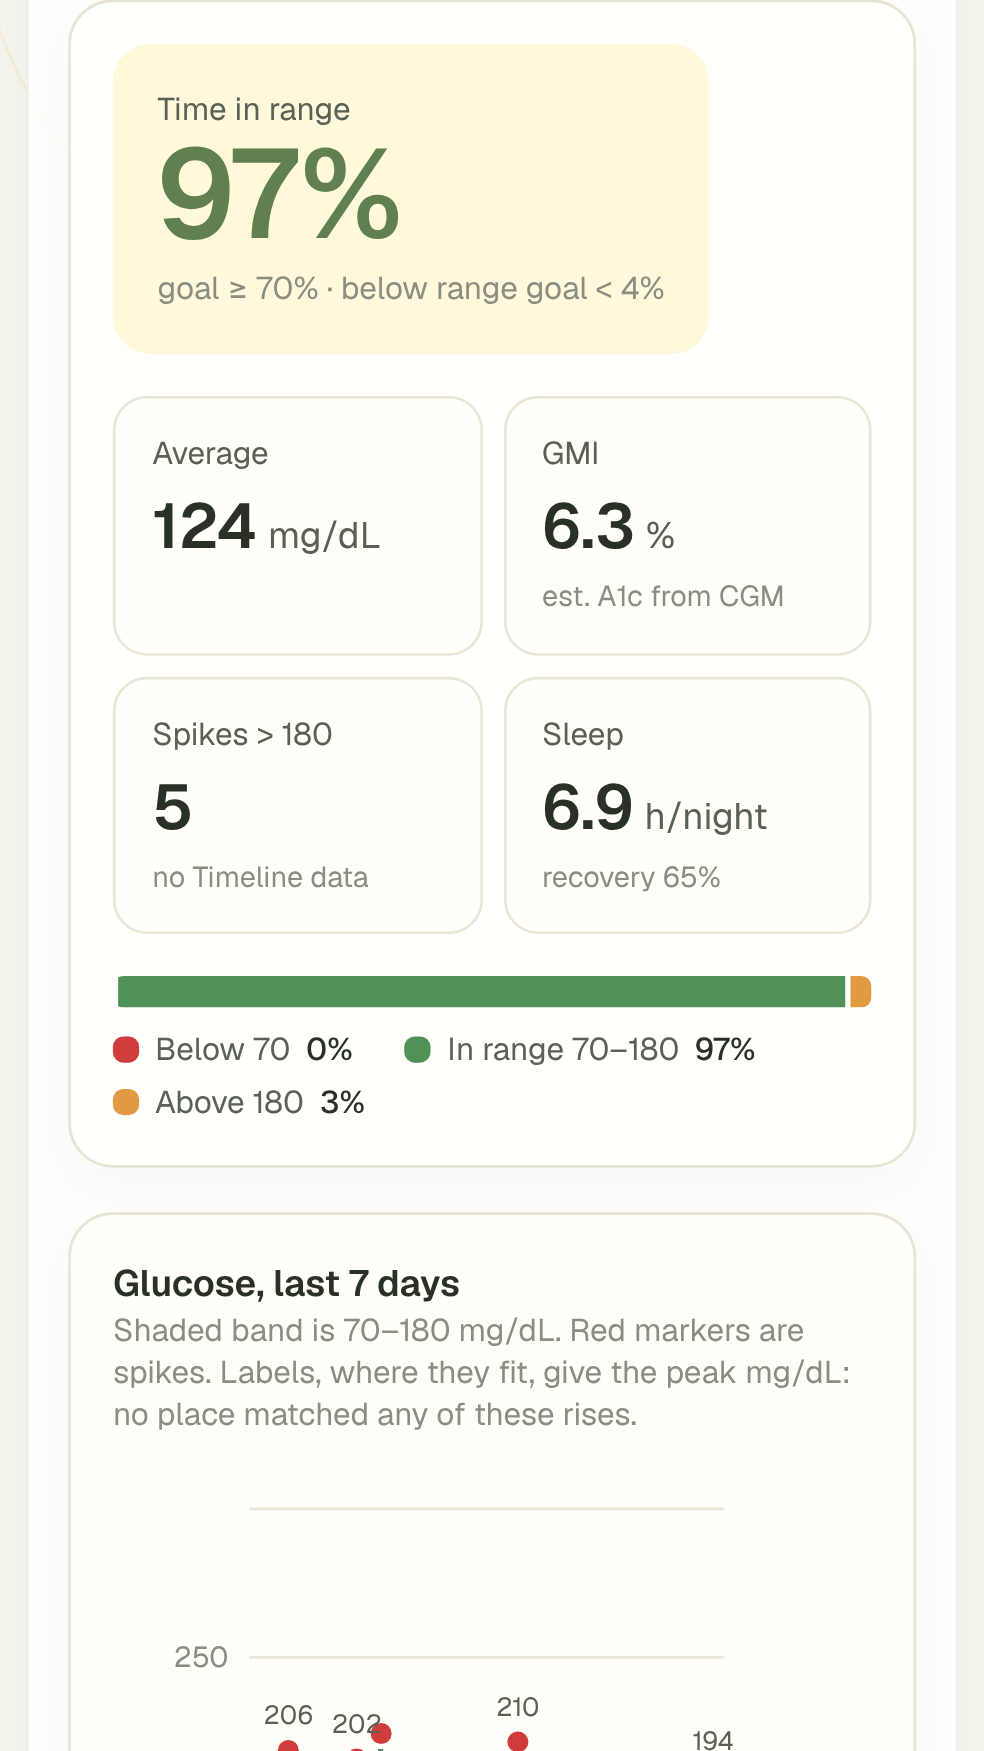 Time in range
97%
goal ≥ 70% · below range goal < 4%
Average
124 mg/dL
GMI
6.3 %
est. A1c from CGM
Spikes > 180
5
no Timeline data
Sleep
6.9 h/night
recovery 65%
Below 70 0% In range 70–180 97%
Above 180 3%
Glucose, last 7 days
Shaded band is 70–180 mg/dL. Red markers are
spikes. Labels, where they fit, give the peak mg/dL:
no place matched any of these rises.
250
206 202 210 194